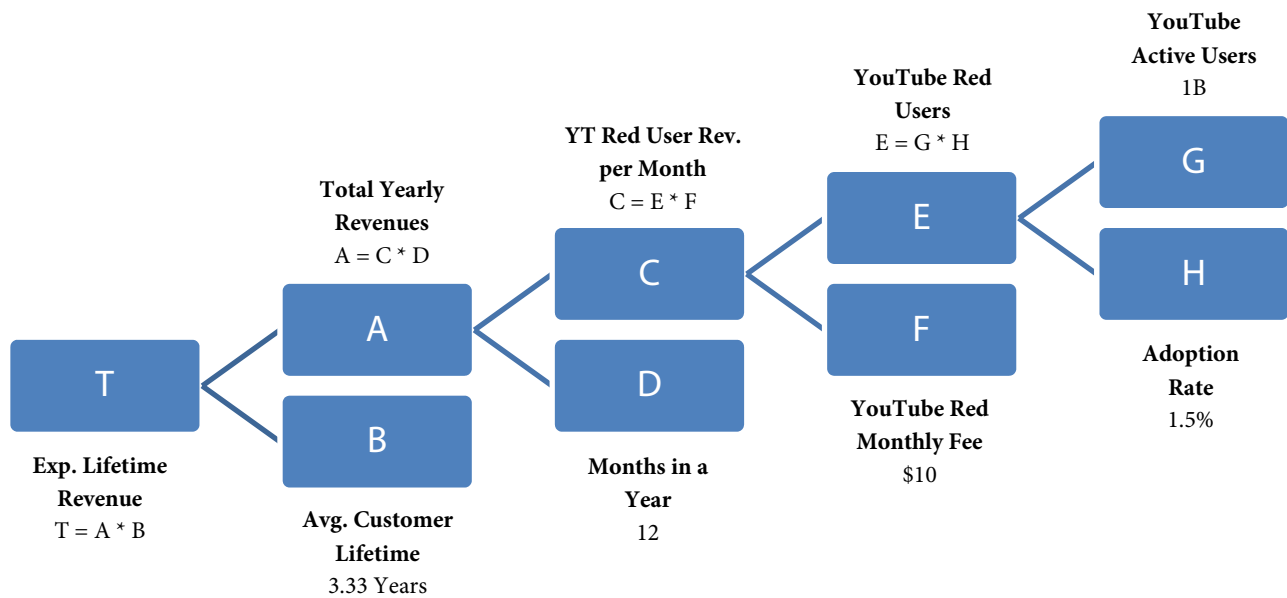 YouTube
Active Users
1B
G
H
Adoption
Rate
1.5%
YouTube Red
Users
E = G * H
E
F
YouTube Red
Monthly Fee
$10
YT Red User Rev.
per Month
C = E * F
C
D
Months in a
Year
12
Total Yearly
Revenues
A = C * D
A
B
Avg. Customer
Lifetime
3.33 Years
T
Exp. Lifetime
Revenue
T = A * B